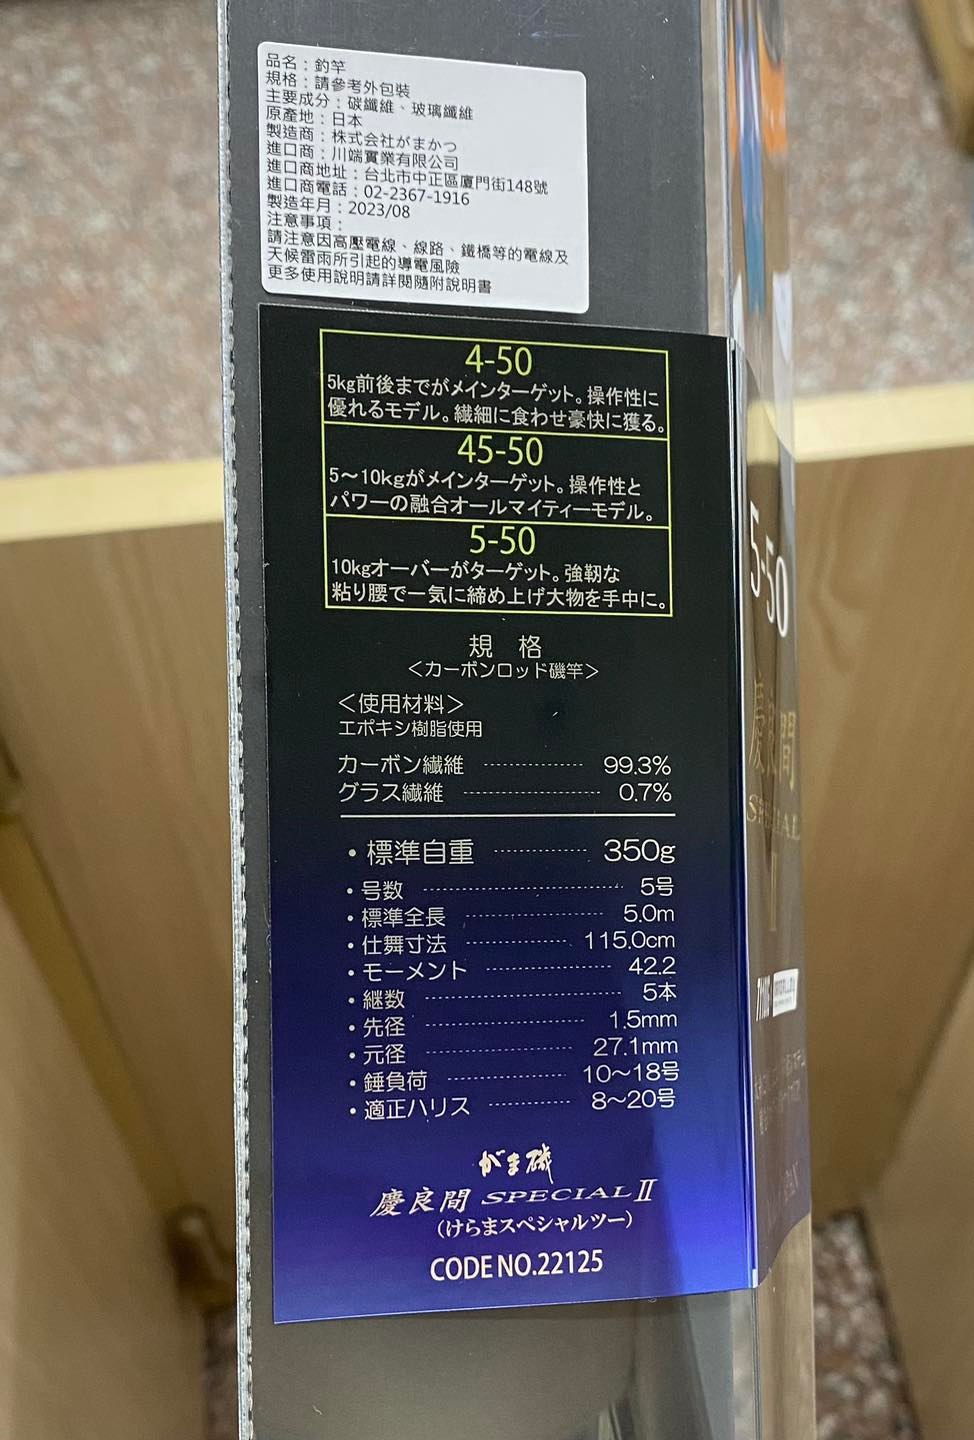 品名：釣竿
規格：請參考外包裝
主要成分：碳纖維、玻璃纖維
原產地：日本
製造商：株式会社がまかつ
進口商：川端實業有限公司
進口商地址：台北市中正區廈門街148號
進口商電話：02-2367-1916
製造年月：2023/08
注意事項：
請注意因高壓電線、線路、鐵橋等的電線及
天候雷雨所引起的導電風險
更多使用說明請詳閱隨附說明書
4-50
5kg前後までがメインターゲット。操作性に
優れるモデル。繊細に食わせ豪快に獲る。
45-50
5～10kgがメインターゲット。操作性と
パワーの融合オールマイティーモデル。
5-50
10kgオーバーがターゲット。強靭な
粘り腰で一気に締め上げ大物を手中に。
規 格
＜カーボンロッド磯竿＞
＜使用材料＞
エポキシ樹脂使用
カーボン繊維 ················ 99.3%
グラス繊維 ···················· 0.7%
・標準自重 ················ 350g
・号数 ···························· 5号
・標準全長 ···················· 5.0m
・仕舞寸法 ················ 115.0cm
・モーメント ·················· 42.2
・継数 ···························· 5本
・先径 ························ 1.5mm
・元径 ······················ 27.1mm
・錘負荷 ·················· 10～18号
・適正ハリス ············ 8～20号
がま磯
慶良間 SPECIAL II
（けらまスペシャルツー）
CODE NO.22125
5-50
慶良間
SPECIAL
II